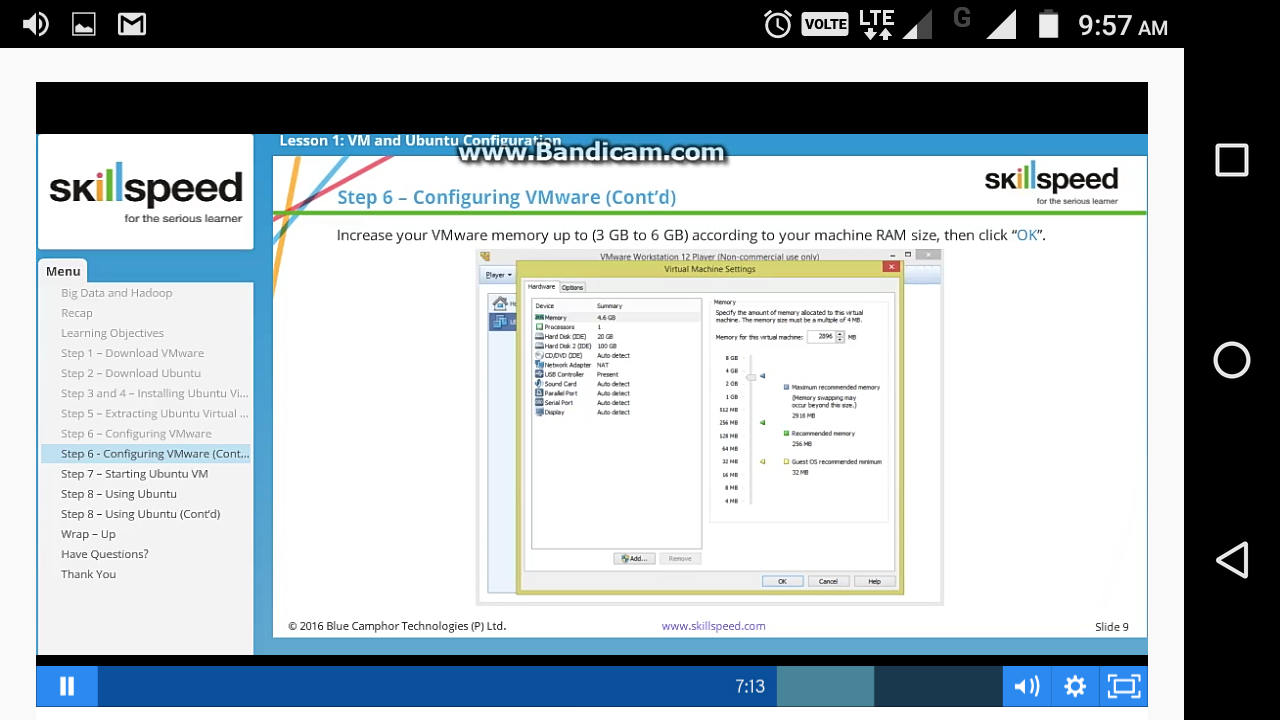 VOLTE LTE G 9:57 AM
Lesson 1: VM and Ubuntu Configuration
www.Bandicam.com
skillspeed
for the serious learner
Step 6 – Configuring VMware (Cont'd)
skillspeed
for the serious learner
Increase your VMware memory up to (3 GB to 6 GB) according to your machine RAM size, then click “OK”.
Menu
Big Data and Hadoop
Recap
Learning Objectives
Step 1 – Download VMware
Step 2 – Download Ubuntu
Step 3 and 4 – Installing Ubuntu Vi...
Step 5 – Extracting Ubuntu Virtual ...
Step 6 – Configuring VMware
Step 6 - Configuring VMware (Cont...
Step 7 – Starting Ubuntu VM
Step 8 – Using Ubuntu
Step 8 – Using Ubuntu (Cont'd)
Wrap – Up
Have Questions?
Thank You
VMware Workstation 12 Player (Non-commercial use only)
Player
Virtual Machine Settings
Hardware Options
Device Summary
Memory 4.6 GB
Processors 1
Hard Disk (IDE) 20 GB
Hard Disk 2 (IDE) 100 GB
CD/DVD (IDE) Auto detect
Network Adapter NAT
USB Controller Present
Sound Card Auto detect
Parallel Port Auto detect
Serial Port Auto detect
Display Auto detect
Add... Remove
Memory
Specify the amount of memory allocated to this virtual
machine. The memory size must be a multiple of 4 MB.
Memory for this virtual machine: 2896 MB
8 GB
4 GB
2 GB
1 GB
512 MB
256 MB
128 MB
64 MB
32 MB
16 MB
8 MB
4 MB
Maximum recommended memory
(Memory swapping may
occur beyond this size.)
2918 MB
Recommended memory
256 MB
Guest OS recommended minimum
32 MB
OK Cancel Help
© 2016 Blue Camphor Technologies (P) Ltd. www.skillspeed.com Slide 9
7:13